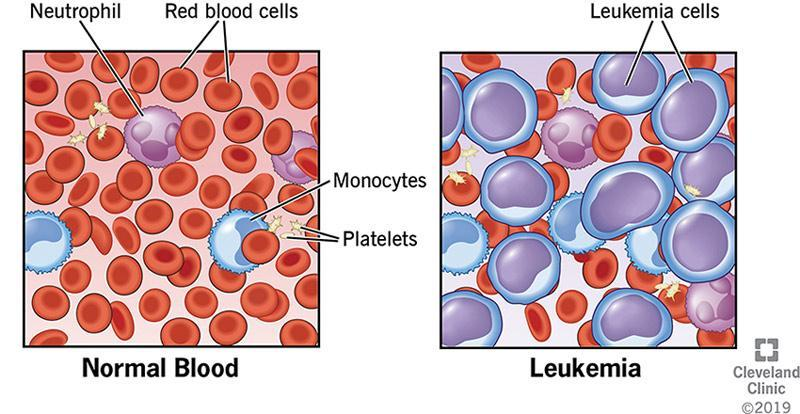 Neutrophil
Red blood cells
Leukemia cells
Monocytes
Platelets
Normal Blood
Leukemia
Cleveland
Clinic
©2019